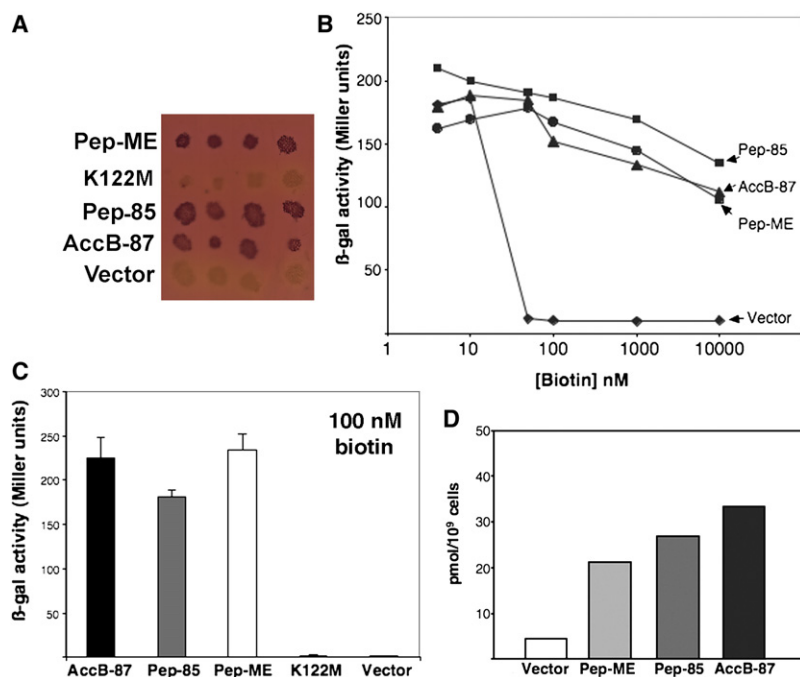 A
Pep-ME
K122M
Pep-85
AccB-87
Vector
B
ß-gal activity (Miller units)
250
200
150
100
50
1
10
100
1000
10000
[Biotin] nM
Pep-85
AccB-87
Pep-ME
Vector
C
ß-gal activity (Miller units)
300
250
200
150
100
50
100 nM
biotin
AccB-87
Pep-85
Pep-ME
K122M
Vector
D
pmol/10⁹ cells
50
40
30
20
10
Vector
Pep-ME
Pep-85
AccB-87